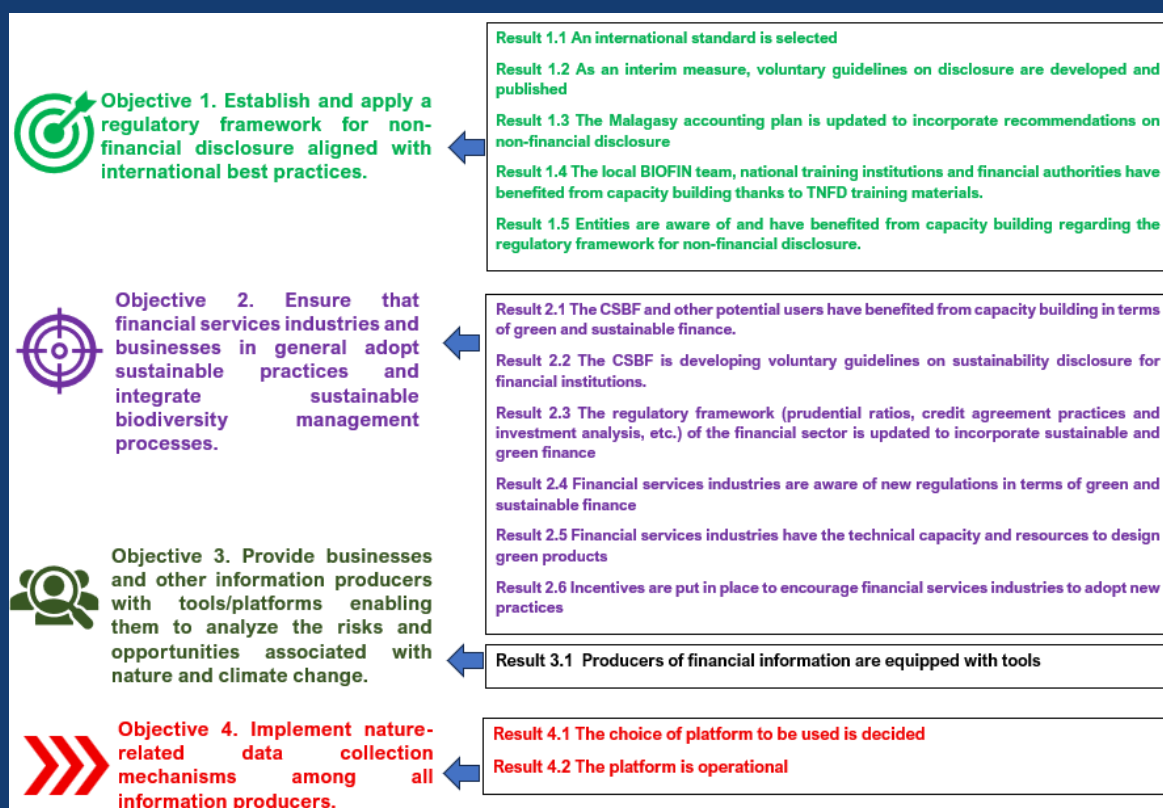 Objective 1. Establish and apply a
regulatory framework for non-
financial disclosure aligned with
international best practices.
Result 1.1 An international standard is selected
Result 1.2 As an interim measure, voluntary guidelines on disclosure are developed and
published
Result 1.3 The Malagasy accounting plan is updated to incorporate recommendations on
non-financial disclosure
Result 1.4 The local BIOFIN team, national training institutions and financial authorities have
benefited from capacity building thanks to TNFD training materials.
Result 1.5 Entities are aware of and have benefited from capacity building regarding the
regulatory framework for non-financial disclosure.
Objective 2. Ensure that
financial services industries and
businesses in general adopt
sustainable practices and
integrate sustainable
biodiversity management
processes.
Result 2.1 The CSBF and other potential users have benefited from capacity building in terms
of green and sustainable finance.
Result 2.2 The CSBF is developing voluntary guidelines on sustainability disclosure for
financial institutions.
Result 2.3 The regulatory framework (prudential ratios, credit agreement practices and
investment analysis, etc.) of the financial sector is updated to incorporate sustainable and
green finance
Result 2.4 Financial services industries are aware of new regulations in terms of green and
sustainable finance
Result 2.5 Financial services industries have the technical capacity and resources to design
green products
Result 2.6 Incentives are put in place to encourage financial services industries to adopt new
practices
Objective 3. Provide businesses
and other information producers
with tools/platforms enabling
them to analyze the risks and
opportunities associated with
nature and climate change.
Result 3.1 Producers of financial information are equipped with tools
Objective 4. Implement nature-
related data collection
mechanisms among all
information producers.
Result 4.1 The choice of platform to be used is decided
Result 4.2 The platform is operational